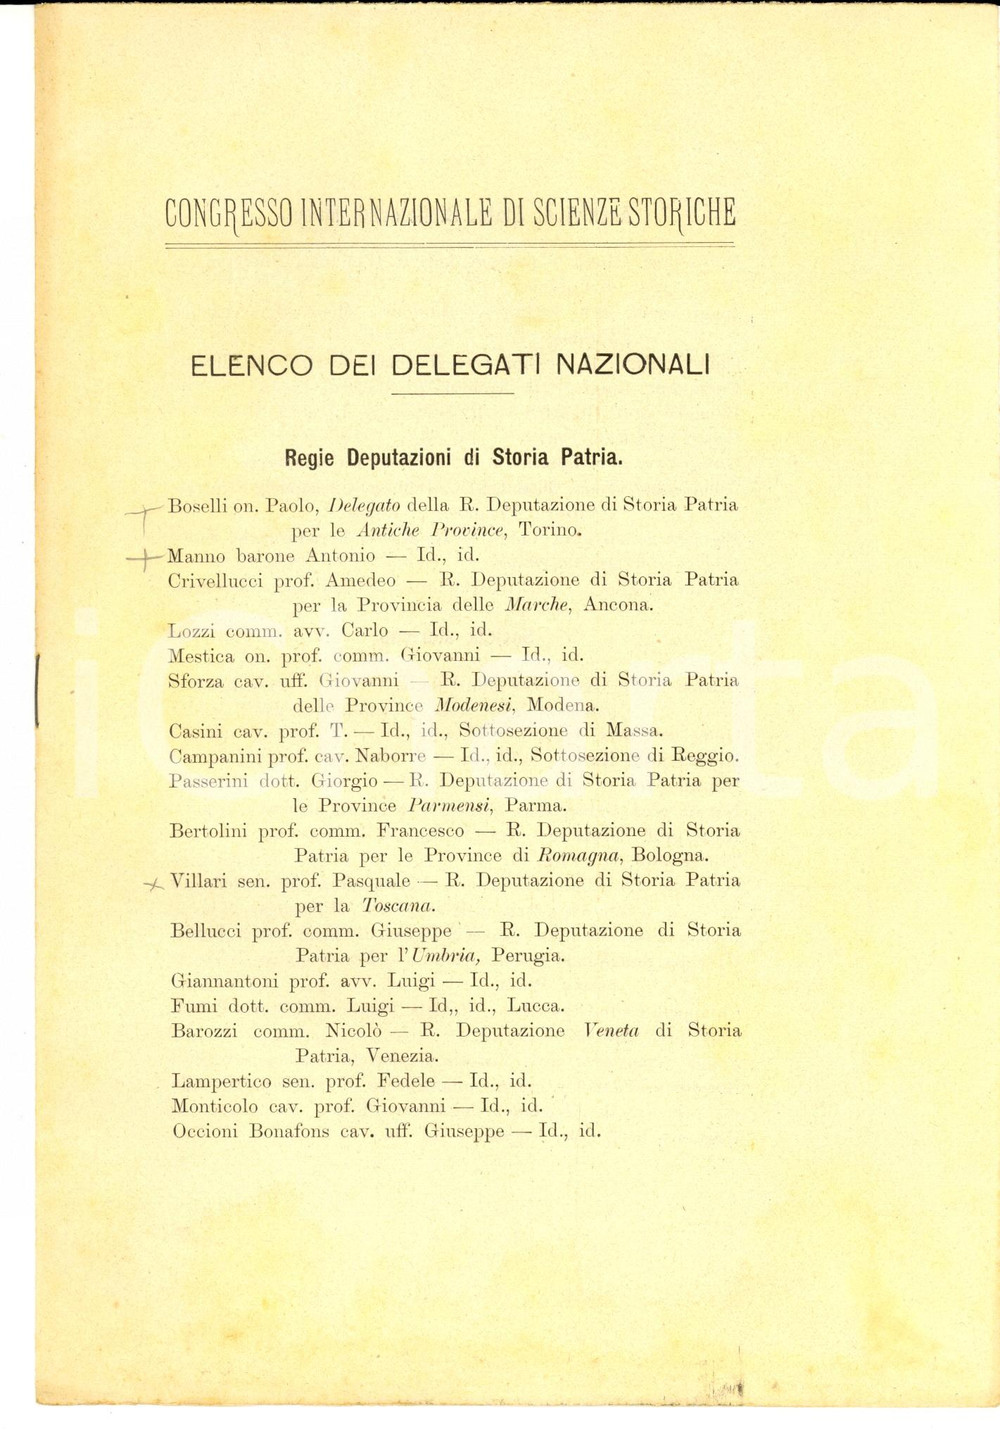 CONGRESSO INTERNAZIONALE DI SCIENZE STORICHE
ELENCO DEI DELEGATI NAZIONALI
Regie Deputazioni di Storia Patria.
Boselli on. Paolo, Delegato della R. Deputazione di Storia Patria
per le Antiche Province, Torino.
Manno barone Antonio — Id., id.
Crivellucci prof. Amedeo — R. Deputazione di Storia Patria
per la Provincia delle Marche, Ancona.
Lozzi comm. avv. Carlo — Id., id.
Mestica on. prof. comm. Giovanni — Id., id.
Sforza cav. uff. Giovanni — R. Deputazione di Storia Patria
delle Province Modenesi, Modena.
Casini cav. prof. T. — Id., id., Sottosezione di Massa.
Campanini prof. cav. Naborre — Id., id., Sottosezione di Reggio.
Passerini dott. Giorgio — R. Deputazione di Storia Patria per
le Province Parmensi, Parma.
Bertolini prof. comm. Francesco — R. Deputazione di Storia
Patria per le Province di Romagna, Bologna.
Villari sen. prof. Pasquale — R. Deputazione di Storia Patria
per la Toscana.
Bellucci prof. comm. Giuseppe — R. Deputazione di Storia
Patria per l'Umbria, Perugia.
Giannantoni prof. avv. Luigi — Id., id.
Fumi dott. comm. Luigi — Id,, id., Lucca.
Barozzi comm. Nicolò — R. Deputazione Veneta di Storia
Patria, Venezia.
Lampertico sen. prof. Fedele — Id., id.
Monticolo cav. prof. Giovanni — Id., id.
Occioni Bonafons cav. uff. Giuseppe — Id., id.